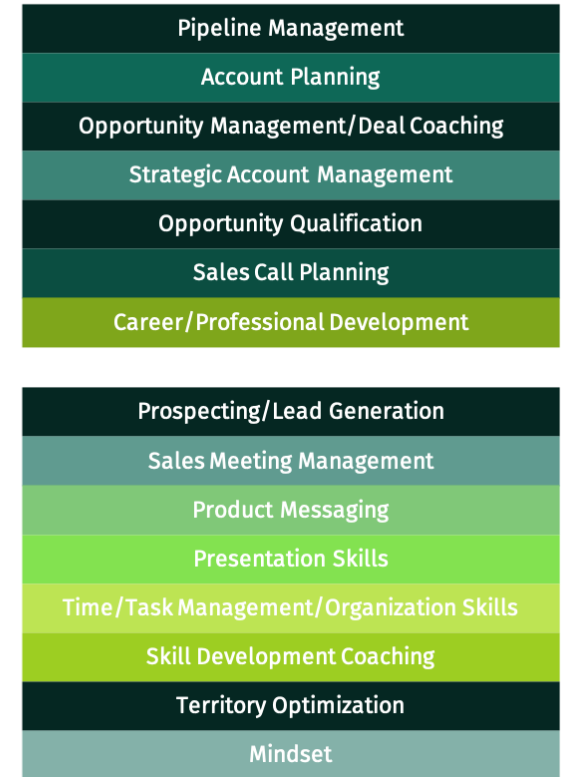 Pipeline Management
Account Planning
Opportunity Management/Deal Coaching
Strategic Account Management
Opportunity Qualification
Sales Call Planning
Career/Professional Development
Prospecting/Lead Generation
Sales Meeting Management
Product Messaging
Presentation Skills
Time/Task Management/Organization Skills
Skill Development Coaching
Territory Optimization
Mindset